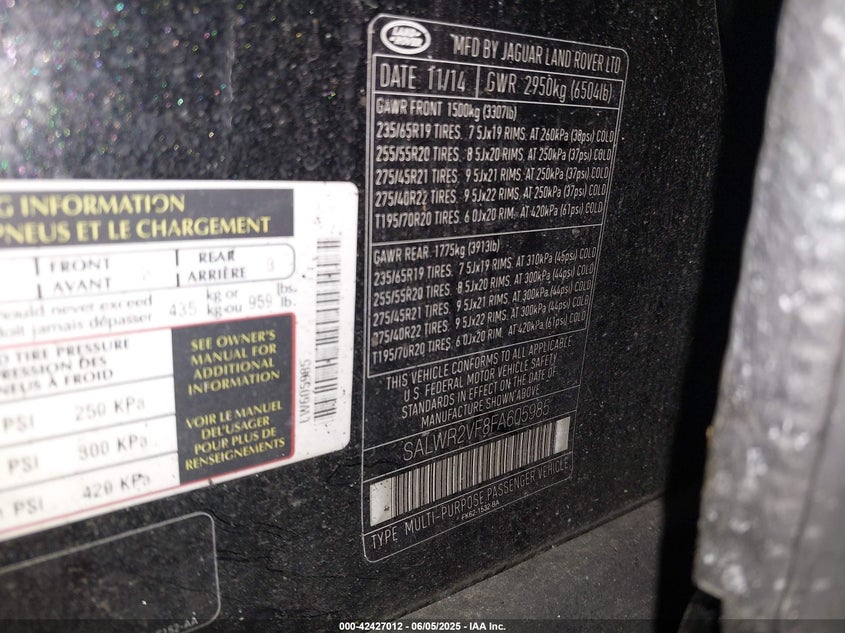 LAND ROVER
MFD BY JAGUAR LAND ROVER LTD
DATE 11/14 GWR 2950kg (6504lb)
GAWR FRONT 1500kg (3307lb)
235/65R19 TIRES. 7 5Jx19 RIMS. AT 260kPa (38psi) COLD
255/55R20 TIRES. 8 5Jx20 RIMS. AT 250kPa (37psi) COLD
275/45R21 TIRES. 9 5Jx21 RIMS. AT 250kPa (37psi) COLD
275/40R22 TIRES. 9 5Jx22 RIMS. AT 250kPa (37psi) COLD
T195/70R20 TIRES. 6 0Jx20 RIM. AT 420kPa (61psi) COLD
GAWR REAR 1775kg (3913lb)
235/65R19 TIRES. 7 5Jx19 RIMS. AT 310kPa (45psi) COLD
255/55R20 TIRES. 8 5Jx20 RIMS. AT 300kPa (44psi) COLD
275/45R21 TIRES. 9 5Jx21 RIMS. AT 300kPa (44psi) COLD
275/40R22 TIRES. 9 5Jx22 RIMS. AT 300kPa (44psi) COLD
T195/70R20 TIRES. 6 0Jx20 RIM. AT 420kPa (61psi) COLD
THIS VEHICLE CONFORMS TO ALL APPLICABLE
U.S. FEDERAL MOTOR VEHICLE SAFETY
STANDARDS IN EFFECT ON THE DATE OF
MANUFACTURE SHOWN ABOVE
SALWR2VF8FA605985
TYPE MULTI-PURPOSE PASSENGER VEHICLE
FK62-1532-BA
G INFORMATION
PNEUS ET LE CHARGEMENT
FRONT 2 REAR 3
AVANT ARRIÈRE
should never exceed 435 kg or 959 lbs.
doit jamais dépasser kg ou lb.
TIRE PRESSURE
PRESSION DES
PNEUS À FROID
PSI 250 KPa
PSI 300 KPa
PSI 420 KPa
SEE OWNER'S
MANUAL FOR
ADDITIONAL
INFORMATION
VOIR LE MANUEL
DEL'USAGER
POUR PLUS DE
RENSEIGNEMENTS
LW605985
000-42427012 - 06/05/2025 - IAA Inc.